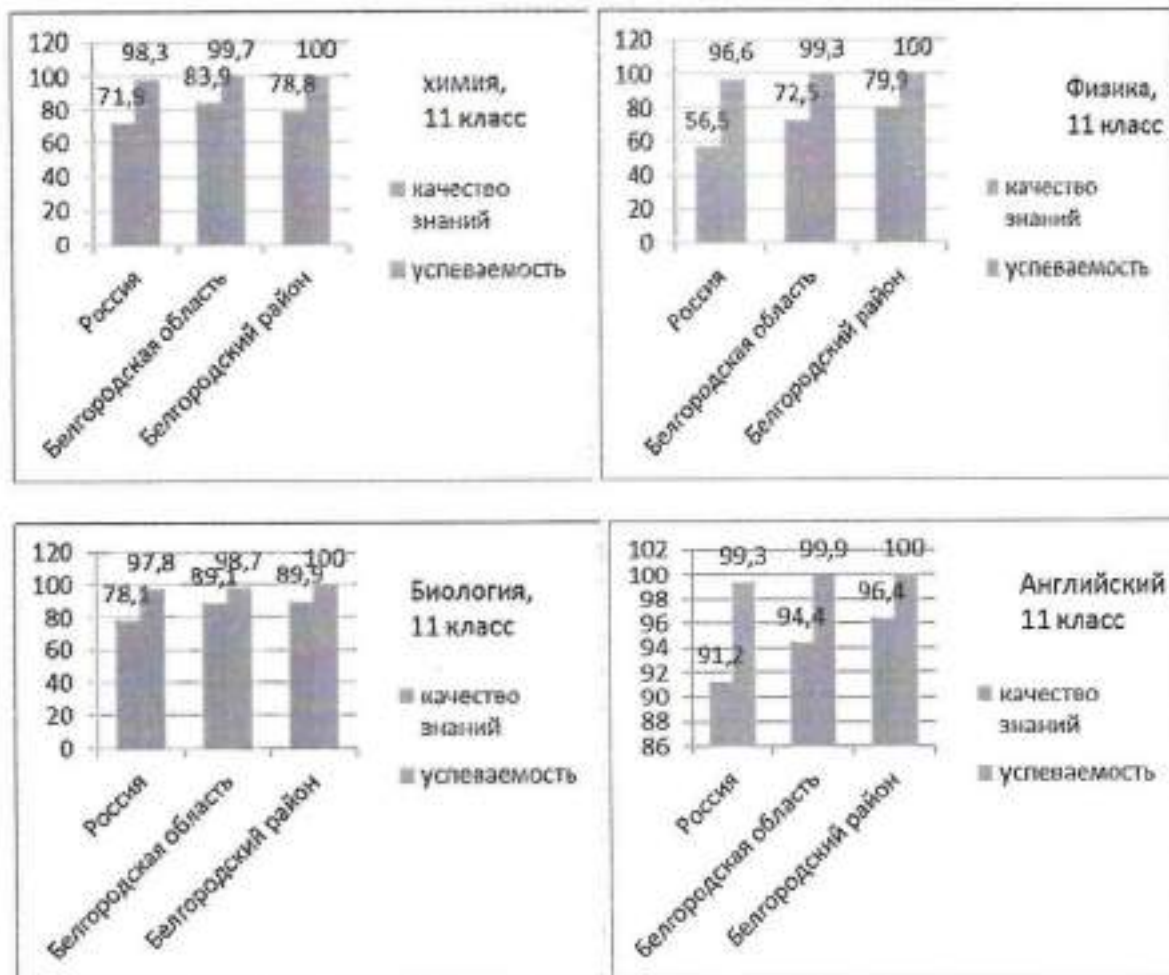 120
100
80
60
40
20
0
71,9
98,3
83,9
99,7
78,8
100
Россия
Белгородская область
Белгородский район
химия,
11 класс
качество
знаний
успеваемость
120
100
80
60
40
20
0
56,5
96,6
72,5
99,3
79,9
100
Россия
Белгородская область
Белгородский район
Физика,
11 класс
качество
знаний
успеваемость
120
100
80
60
40
20
0
78,1
97,8
89,1
98,7
89,9
100
Россия
Белгородская область
Белгородский район
Биология,
11 класс
качество
знаний
успеваемость
102
100
98
96
94
92
90
88
86
91,2
99,3
94,4
99,9
96,4
100
Россия
Белгородская область
Белгородский район
Английский
11 класс
качество
знаний
успеваемость